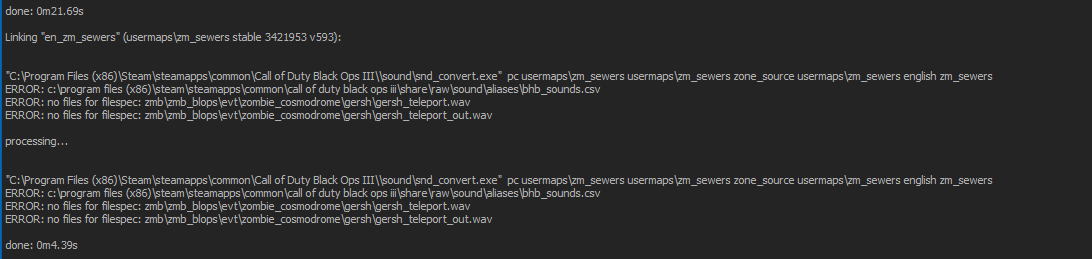 done: 0m21.69s
Linking "en_zm_sewers" (usermaps\zm_sewers stable 3421953 v593):
"C:\Program Files (x86)\Steam\steamapps\common\Call of Duty Black Ops III\\sound\snd_convert.exe"  pc usermaps\zm_sewers usermaps\zm_sewers zone_source usermaps\zm_sewers english zm_sewers
ERROR: c:\program files (x86)\steam\steamapps\common\call of duty black ops iii\share\raw\sound\aliases\bhb_sounds.csv
ERROR: no files for filespec: zmb\zmb_blops\evt\zombie_cosmodrome\gersh\gersh_teleport.wav
ERROR: no files for filespec: zmb\zmb_blops\evt\zombie_cosmodrome\gersh\gersh_teleport_out.wav
processing...
"C:\Program Files (x86)\Steam\steamapps\common\Call of Duty Black Ops III\\sound\snd_convert.exe"  pc usermaps\zm_sewers usermaps\zm_sewers zone_source usermaps\zm_sewers english zm_sewers
ERROR: c:\program files (x86)\steam\steamapps\common\call of duty black ops iii\share\raw\sound\aliases\bhb_sounds.csv
ERROR: no files for filespec: zmb\zmb_blops\evt\zombie_cosmodrome\gersh\gersh_teleport.wav
ERROR: no files for filespec: zmb\zmb_blops\evt\zombie_cosmodrome\gersh\gersh_teleport_out.wav
done: 0m4.39s